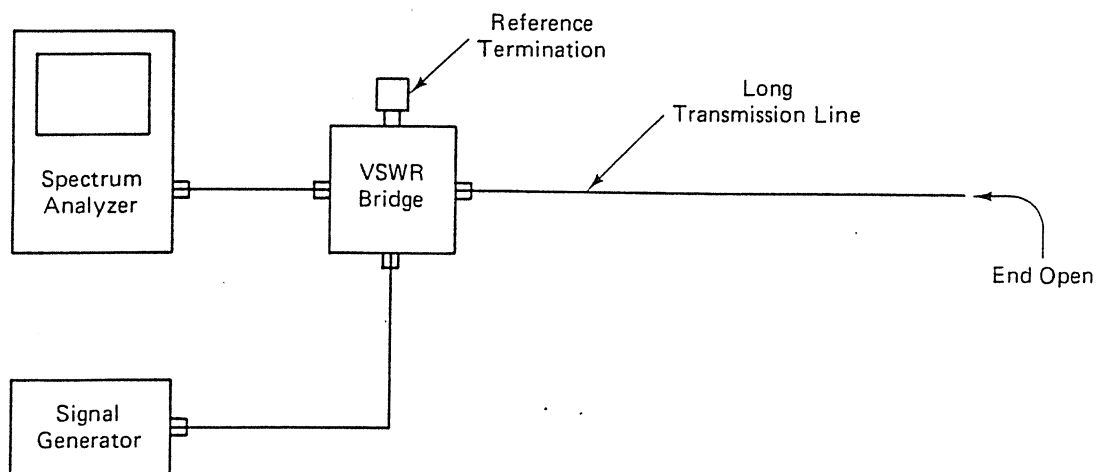 Reference
Termination
Long
Transmission Line
Spectrum
Analyzer
VSWR
Bridge
End Open
Signal
Generator